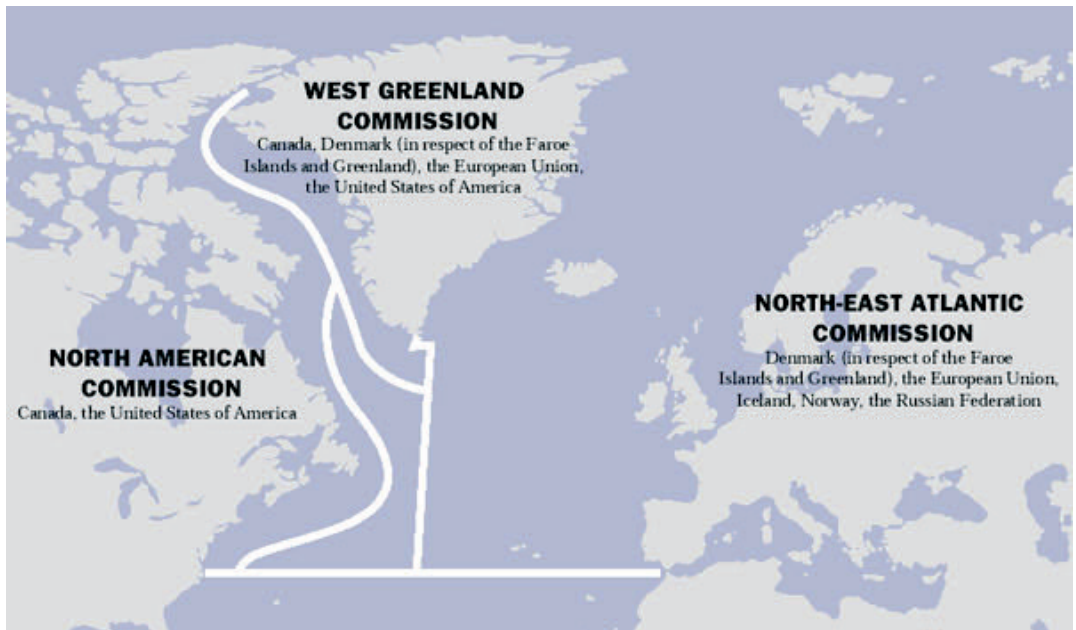 WEST GREENLAND
COMMISSION
Canada, Denmark (in respect of the Faroe
Islands and Greenland), the European Union,
the United States of America
NORTH AMERICAN
COMMISSION
Canada, the United States of America
NORTH-EAST ATLANTIC
COMMISSION
Denmark (in respect of the Faroe
Islands and Greenland), the European Union,
Iceland, Norway, the Russian Federation